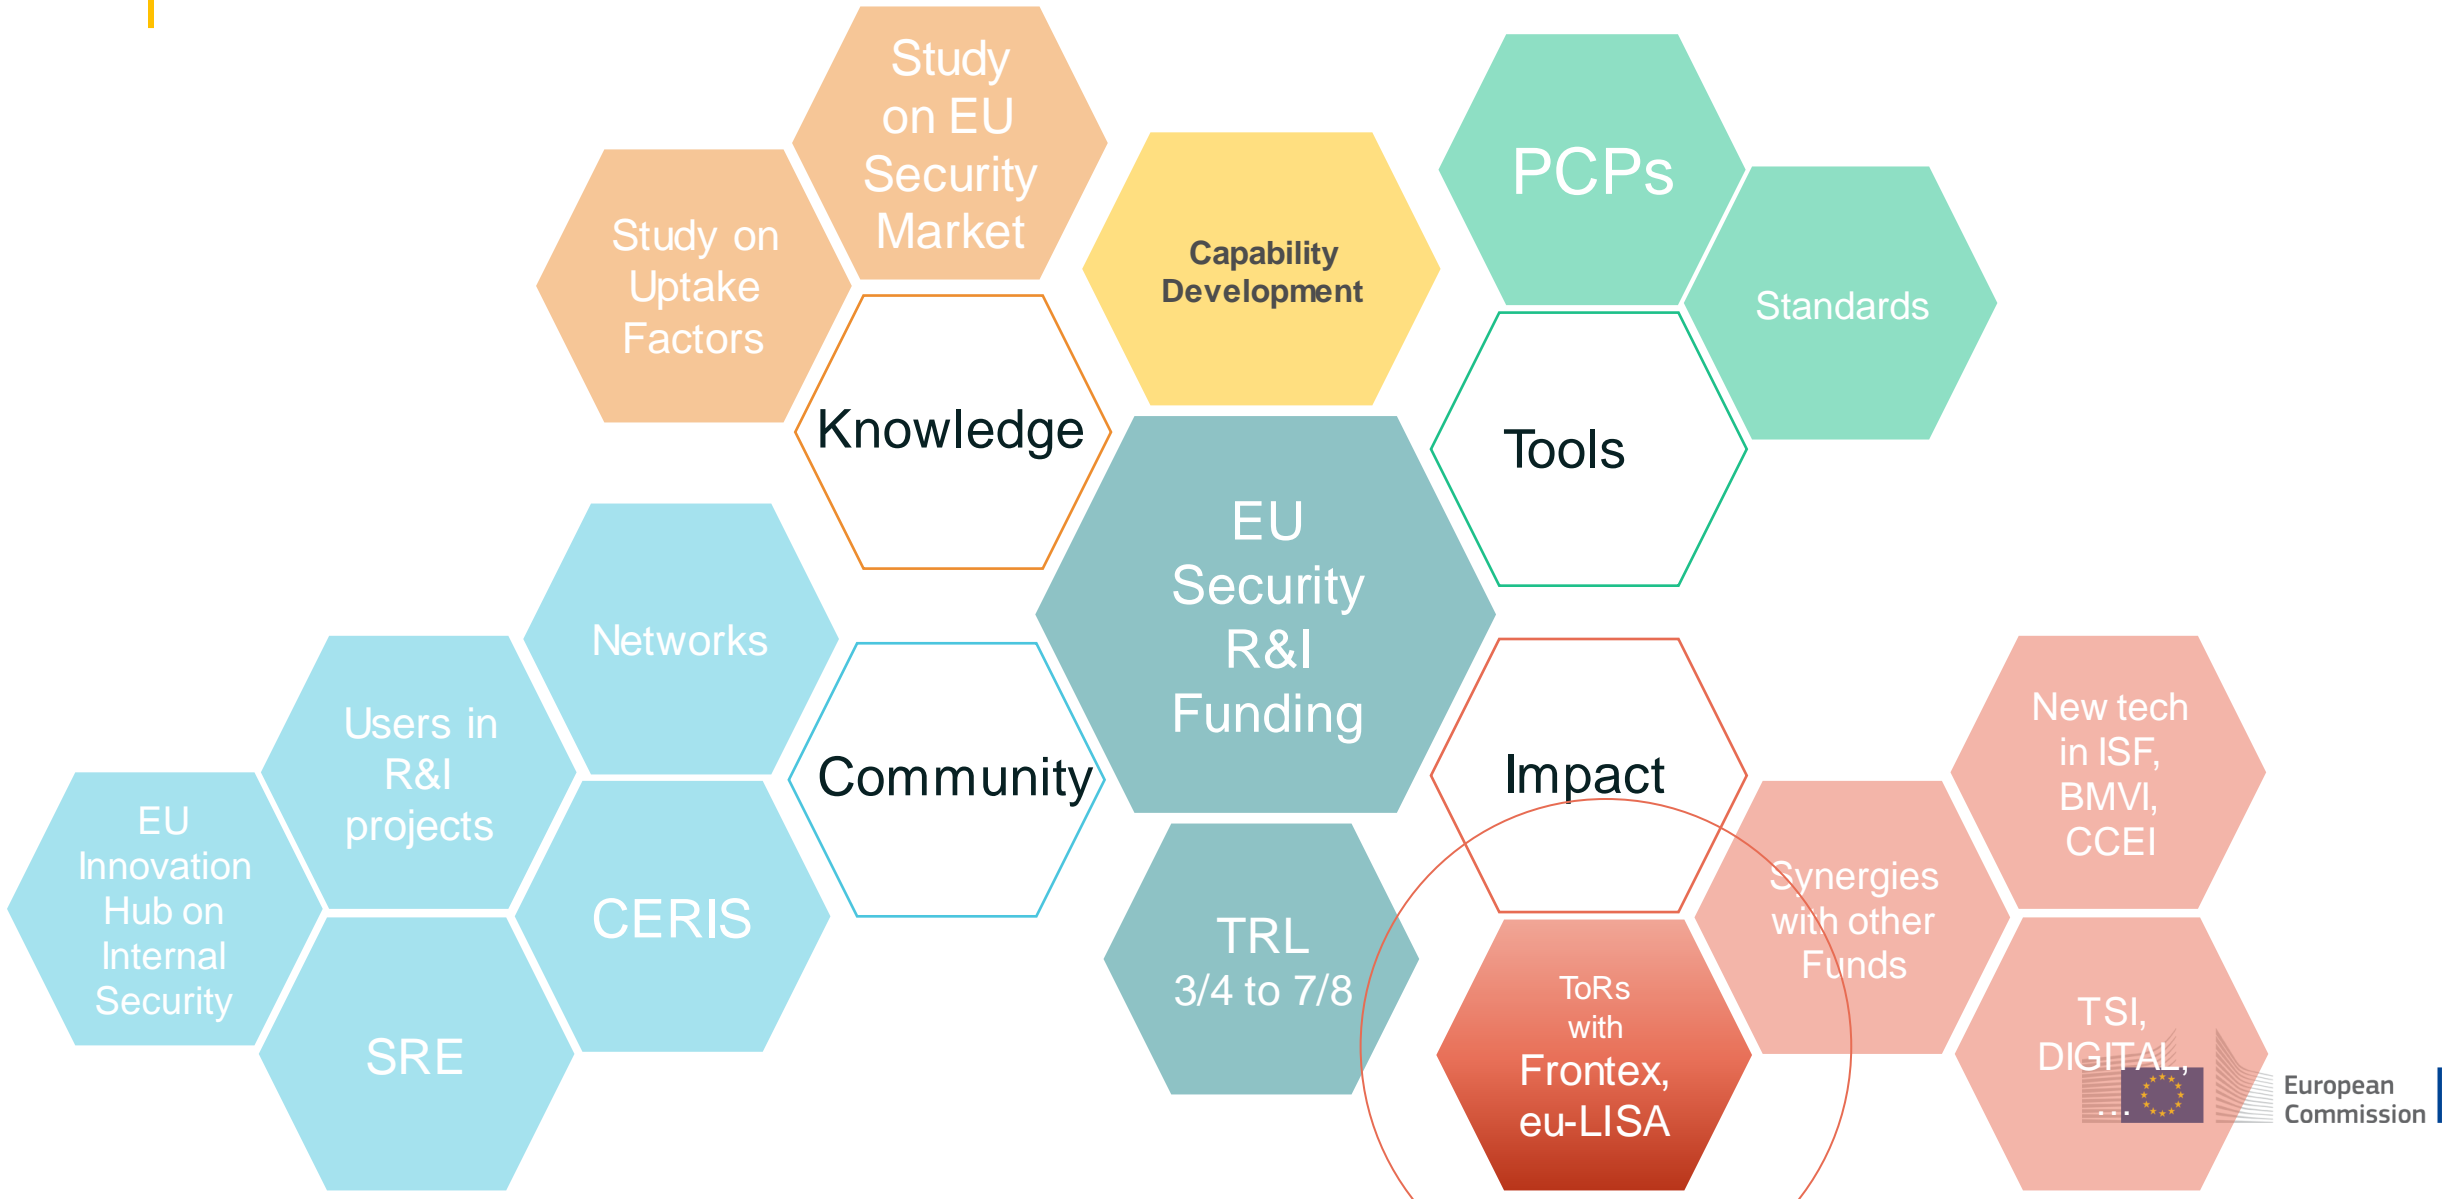 Study
on EU
Security
Market
Study on
Uptake
Factors
Knowledge
Capability
Development
PCPs
Standards
Tools
EU
Security
R&I
Funding
Networks
Users in
R&I
projects
EU
Innovation
Hub on
Internal
Security
Community
CERIS
SRE
TRL
3/4 to 7/8
Impact
New tech
in ISF,
BMVI,
CCEI
Synergies
with other
Funds
ToRs
with
Frontex,
eu-LISA
TSI,
DIGITAL,
...
European
Commission